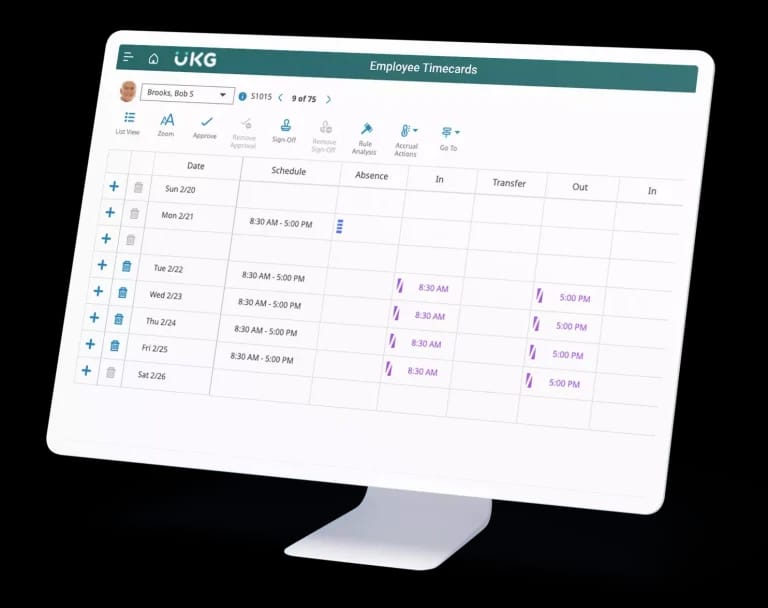 UKG
Employee Timecards
Brooks, Bob S S1015 9 of 75
List View Zoom Approve Remove Approval Sign-Off Remove Sign-Off Rule Analysis Accrual Actions Go To
Date Schedule Absence In Transfer Out In
Sun 2/20
Mon 2/21 8:30 AM - 5:00 PM
Tue 2/22 8:30 AM - 5:00 PM 8:30 AM 5:00 PM
Wed 2/23 8:30 AM - 5:00 PM 8:30 AM 5:00 PM
Thu 2/24 8:30 AM - 5:00 PM 8:30 AM 5:00 PM
Fri 2/25 8:30 AM - 5:00 PM 8:30 AM 5:00 PM
Sat 2/26